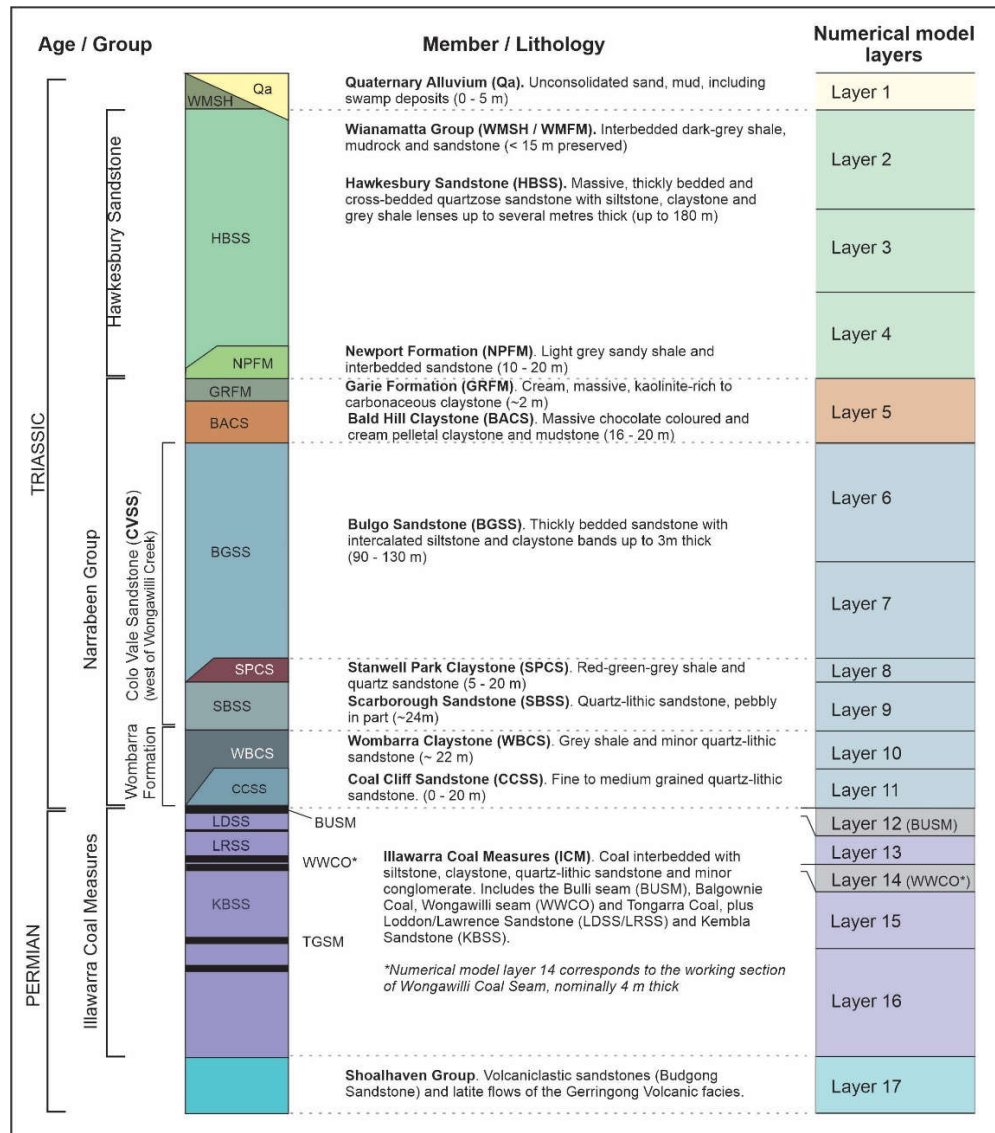 Age / Group
Member / Lithology
Numerical model
layers
TRIASSIC
PERMIAN
Hawkesbury Sandstone
Narrabeen Group
Colo Vale Sandstone (CVSS)
(west of Wongawilli Creek)
Wombarra
Formation
Illawarra Coal Measures
Qa
WMSH
HBSS
NPFM
GRFM
BACS
BGSS
SPCS
SBSS
WBCS
CCSS
LDSS
LRSS
KBSS
BUSM
WWCO*
TGSM
Quaternary Alluvium (Qa). Unconsolidated sand, mud, including
swamp deposits (0 - 5 m)
Wianamatta Group (WMSH / WMFM). Interbedded dark-grey shale,
mudrock and sandstone (< 15 m preserved)
Hawkesbury Sandstone (HBSS). Massive, thickly bedded and
cross-bedded quartzose sandstone with siltstone, claystone and
grey shale lenses up to several metres thick (up to 180 m)
Newport Formation (NPFM). Light grey sandy shale and
interbedded sandstone (10 - 20 m)
Garie Formation (GRFM). Cream, massive, kaolinite-rich to
carbonaceous claystone (~2 m)
Bald Hill Claystone (BACS). Massive chocolate coloured and
cream pelletal claystone and mudstone (16 - 20 m)
Bulgo Sandstone (BGSS). Thickly bedded sandstone with
intercalated siltstone and claystone bands up to 3m thick
(90 - 130 m)
Stanwell Park Claystone (SPCS). Red-green-grey shale and
quartz sandstone (5 - 20 m)
Scarborough Sandstone (SBSS). Quartz-lithic sandstone, pebbly
in part (~24m)
Wombarra Claystone (WBCS). Grey shale and minor quartz-lithic
sandstone (~ 22 m)
Coal Cliff Sandstone (CCSS). Fine to medium grained quartz-lithic
sandstone. (0 - 20 m)
Illawarra Coal Measures (ICM). Coal interbedded with
siltstone, claystone, quartz-lithic sandstone and minor
conglomerate. Includes the Bulli seam (BUSM), Balgownie
Coal, Wongawilli seam (WWCO) and Tongarra Coal, plus
Loddon/Lawrence Sandstone (LDSS/LRSS) and Kembla
Sandstone (KBSS).
*Numerical model layer 14 corresponds to the working section
of Wongawilli Coal Seam, nominally 4 m thick
Shoalhaven Group. Volcaniclastic sandstones (Budgong
Sandstone) and latite flows of the Gerringong Volcanic facies.
Layer 1
Layer 2
Layer 3
Layer 4
Layer 5
Layer 6
Layer 7
Layer 8
Layer 9
Layer 10
Layer 11
Layer 12 (BUSM)
Layer 13
Layer 14 (WWCO*)
Layer 15
Layer 16
Layer 17